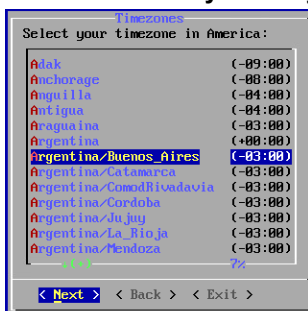 Timezones
Select your timezone in America:
Adak (-09:00)
Anchorage (-08:00)
Anguilla (-04:00)
Antigua (-04:00)
Araguaina (-03:00)
Argentina (+00:00)
Argentina/Buenos_Aires (-03:00)
Argentina/Catamarca (-03:00)
Argentina/ComodRivadavia (-03:00)
Argentina/Cordoba (-03:00)
Argentina/Jujuy (-03:00)
Argentina/La_Rioja (-03:00)
Argentina/Mendoza (-03:00)
↓(+) 7%
< Next > < Back > < Exit >